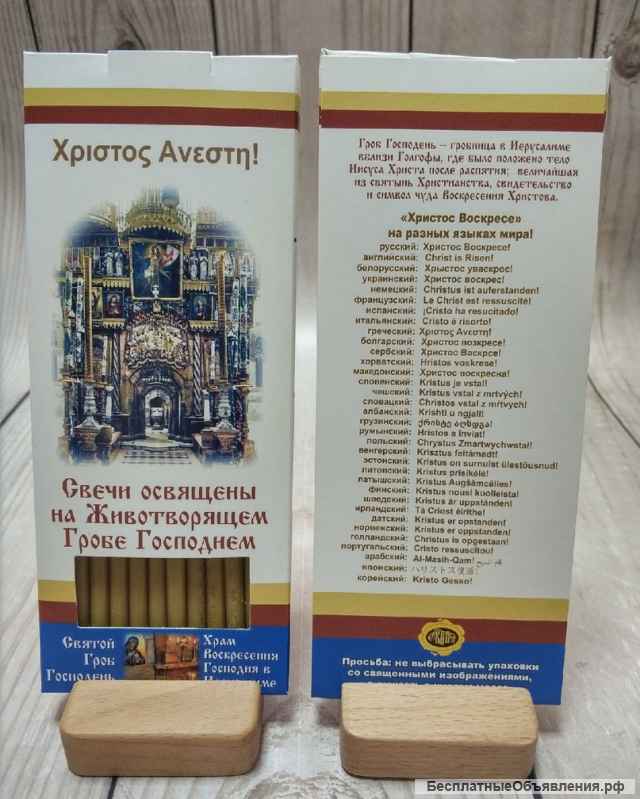 Χριστος Ανεστη!
Свечи освящены
на Животворящем
Гробе Господнем
Святой
Гроб
Господень
Храм
Воскресения
Господня в
Гроб Господень – гробница в Иерусалиме
вблизи Голгофы, где было положено тело
Иисуса Христа после распятия; величайшая
из святынь Христианства, свидетельство
и символ чуда Воскресения Христова.
«Христос Воскресе»
на разных языках мира!
русский: Христос Воскресе!
английский: Christ is Risen!
белорусский: Хрыстос уваскрос!
украинский: Христос воскрес!
немецкий: Christus ist auferstanden!
французский: Le Christ est ressuscité!
испанский: ¡Cristo ha resucitado!
итальянский: Cristo è risorto!
греческий: Χριστος Ανεστη!
болгарский: Христос возкресе!
сербский: Христос Васкрсе!
хорватский: Hristos voskrese!
македонский: Христос воскресна!
словянский: Kristus je vstal!
чешский: Kristus vstal z mrtvých!
словацкий: Christos vstal z mŕtvych!
албанский: Krishti u ngjall!
грузинский:
румынский: Hristos a înviat!
польский: Chrystus Zmartwychwstał!
венгерский: Krisztus feltámadt!
эстонский: Kristus on surnuist ülestõusnud!
литовский: Kristus prisikėlė!
латышский: Kristus Augšāmcēlies!
финский: Kristus nousi kuolleista!
шведский: Kristus är uppstånden!
ирландский: Tá Críost éirithe!
датский: Kristus er opstanden!
норвежский: Kristus er oppstanden!
голландский: Christus is opgestaan!
португальский: Cristo ressuscitou!
арабский: Al-Masih-Qam!
японский: ハリストス復活!
корейский: Kristo Gesso!
Просьба: не выбрасывать упаковки
со священными изображениями,
БесплатныеОбъявления.рф